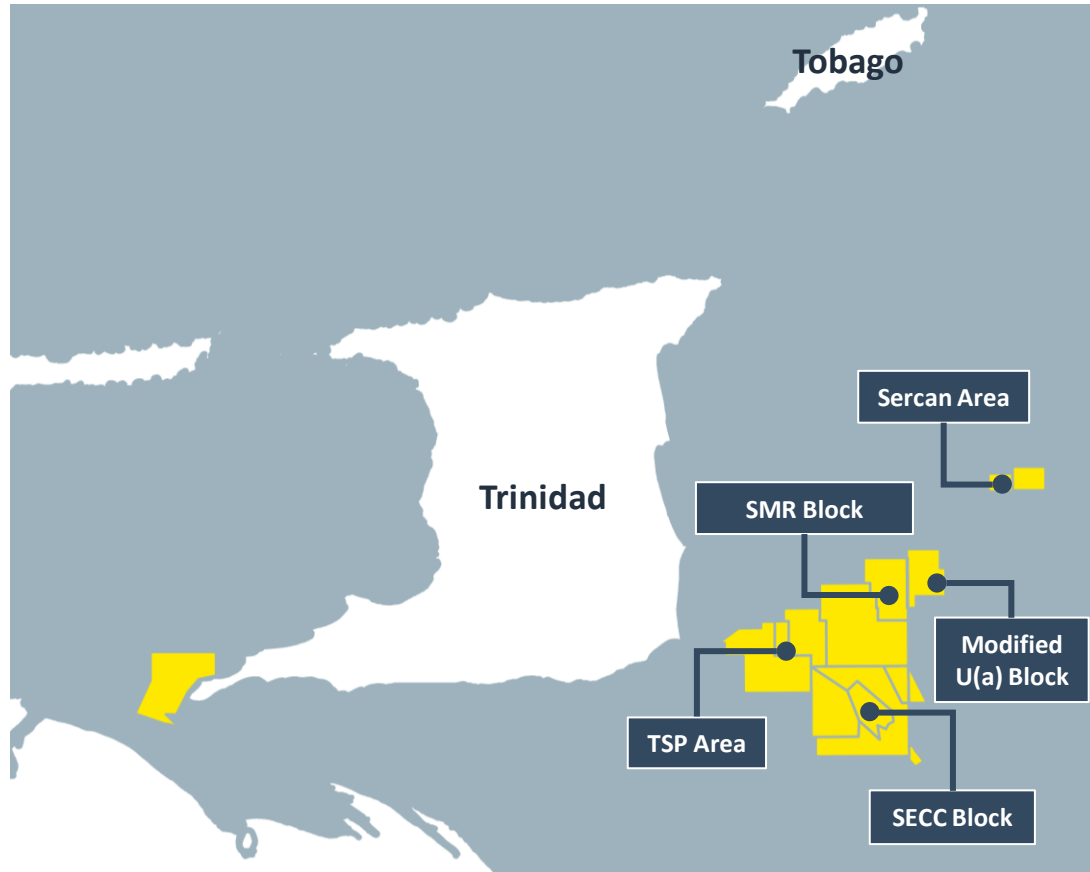 Tobago
Sercan Area
Trinidad
SMR Block
Modified
U(a) Block
TSP Area
SECC Block